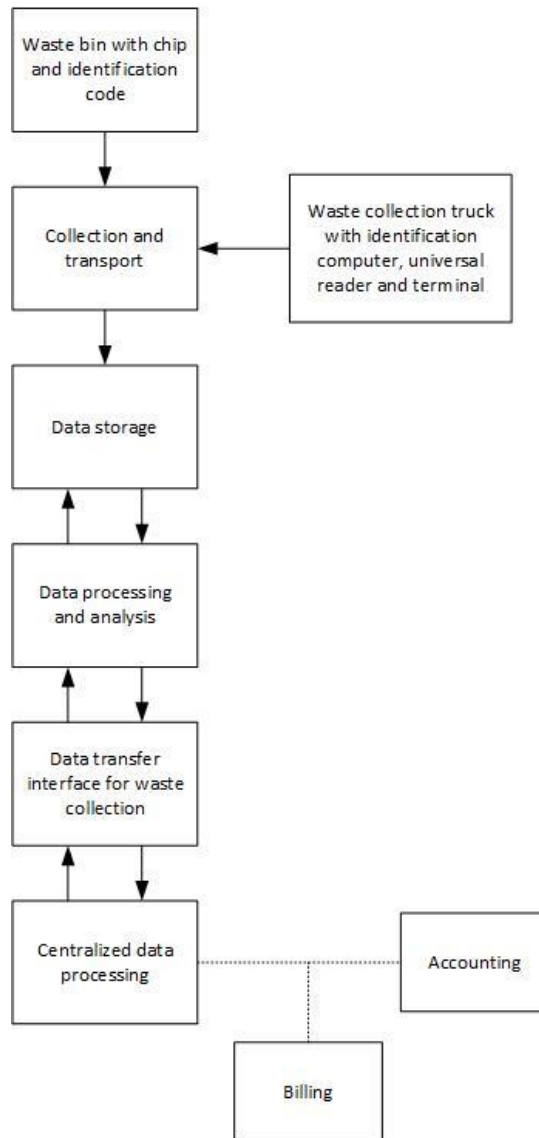 Waste bin with chip
and identification
code
Collection and
transport
Waste collection truck
with identification
computer, universal
reader and terminal
Data storage
Data processing
and analysis
Data transfer
interface for waste
collection
Centralized data
processing
Accounting
Billing